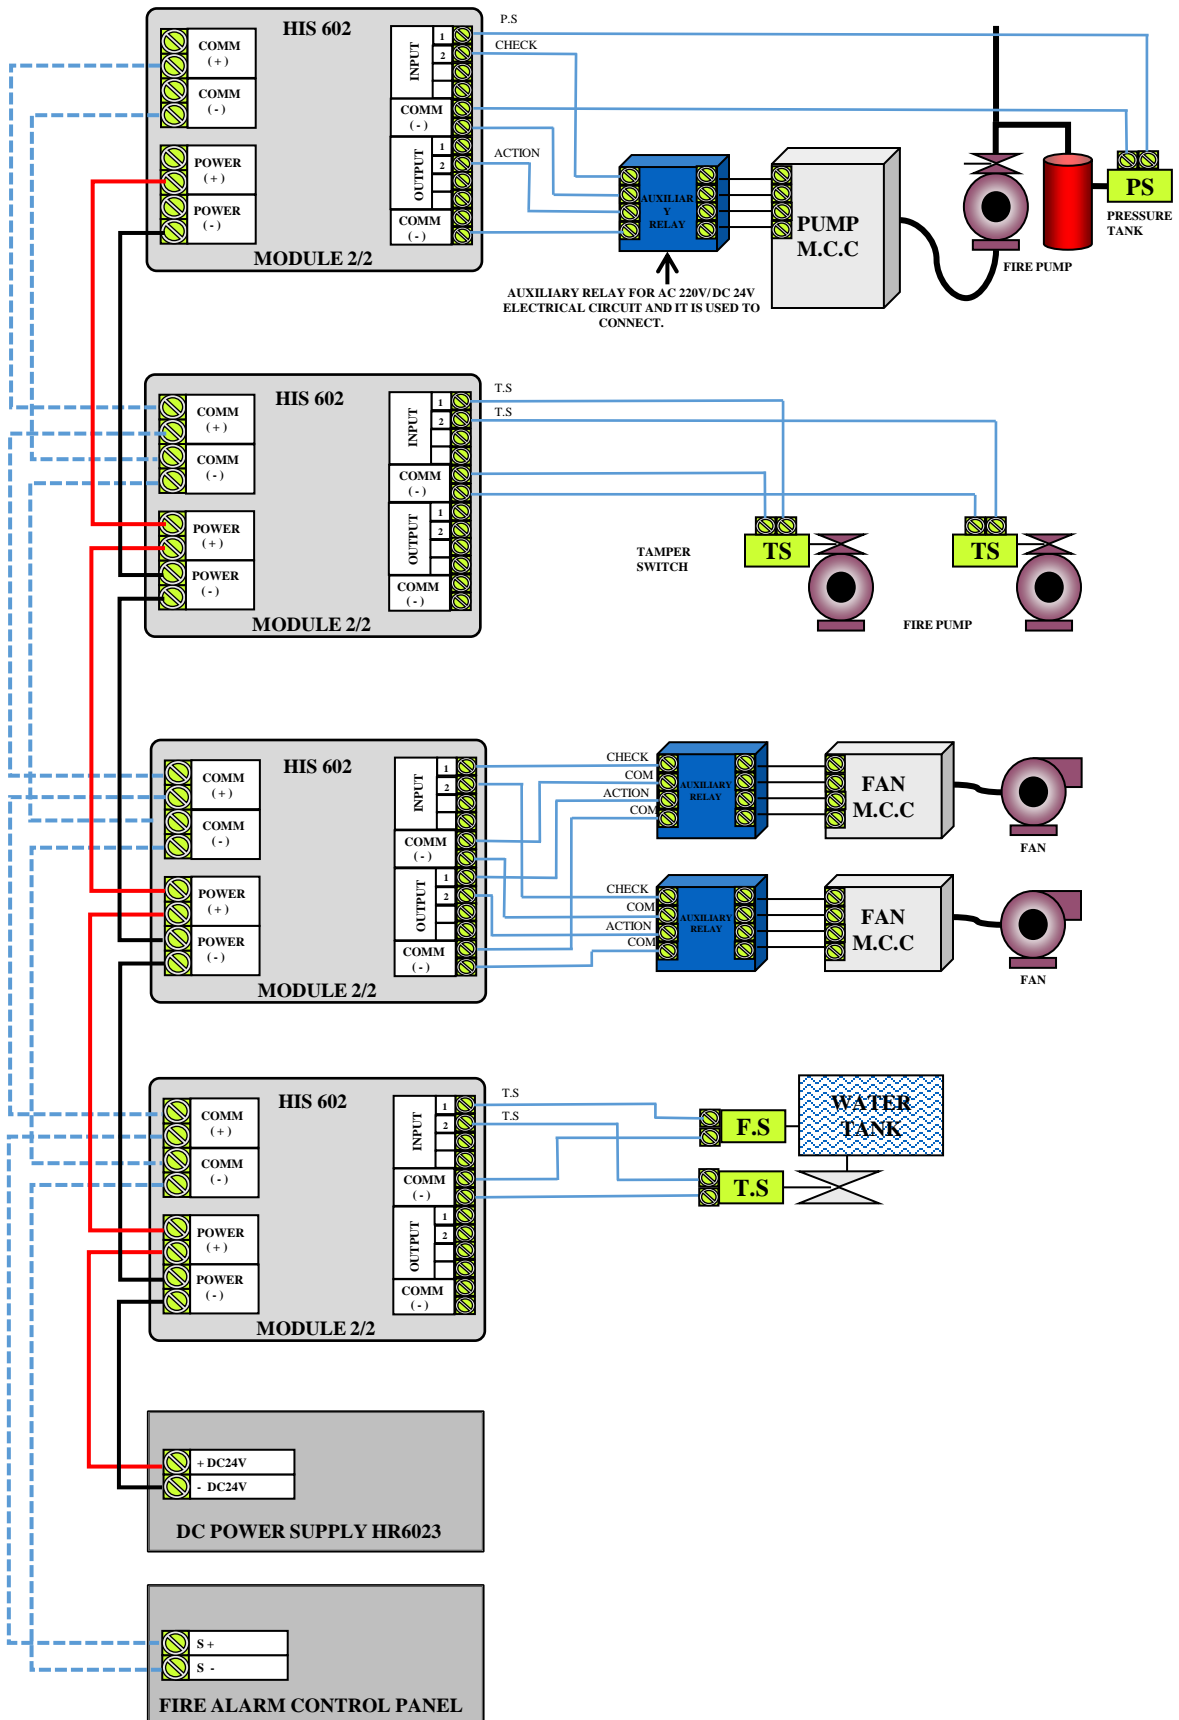 HIS 602
COMM
( + )
COMM
( - )
POWER
( + )
POWER
( - )
INPUT
1
2
COMM
( - )
OUTPUT
1
2
COMM
( - )
MODULE 2/2
P.S
CHECK
ACTION
AUXILIAR
Y
RELAY
PUMP
M.C.C
PS
PRESSURE
TANK
FIRE PUMP
AUXILIARY RELAY FOR AC 220V/ DC 24V
ELECTRICAL CIRCUIT AND IT IS USED TO
CONNECT.
HIS 602
COMM
( + )
COMM
( - )
POWER
( + )
POWER
( - )
INPUT
1
2
COMM
( - )
OUTPUT
1
2
COMM
( - )
MODULE 2/2
T.S
T.S
TAMPER
SWITCH
TS
TS
FIRE PUMP
HIS 602
COMM
( + )
COMM
( - )
POWER
( + )
POWER
( - )
INPUT
1
2
COMM
( - )
OUTPUT
1
2
COMM
( - )
MODULE 2/2
CHECK
COM
ACTION
COM
AUXILIARY
RELAY
FAN
M.C.C
FAN
CHECK
COM
ACTION
COM
AUXILIARY
RELAY
FAN
M.C.C
FAN
HIS 602
COMM
( + )
COMM
( - )
POWER
( + )
POWER
( - )
INPUT
1
2
COMM
( - )
OUTPUT
1
2
COMM
( - )
MODULE 2/2
T.S
T.S
F.S
T.S
WATER
TANK
+ DC24V
- DC24V
DC POWER SUPPLY HR6023
S +
S -
FIRE ALARM CONTROL PANEL